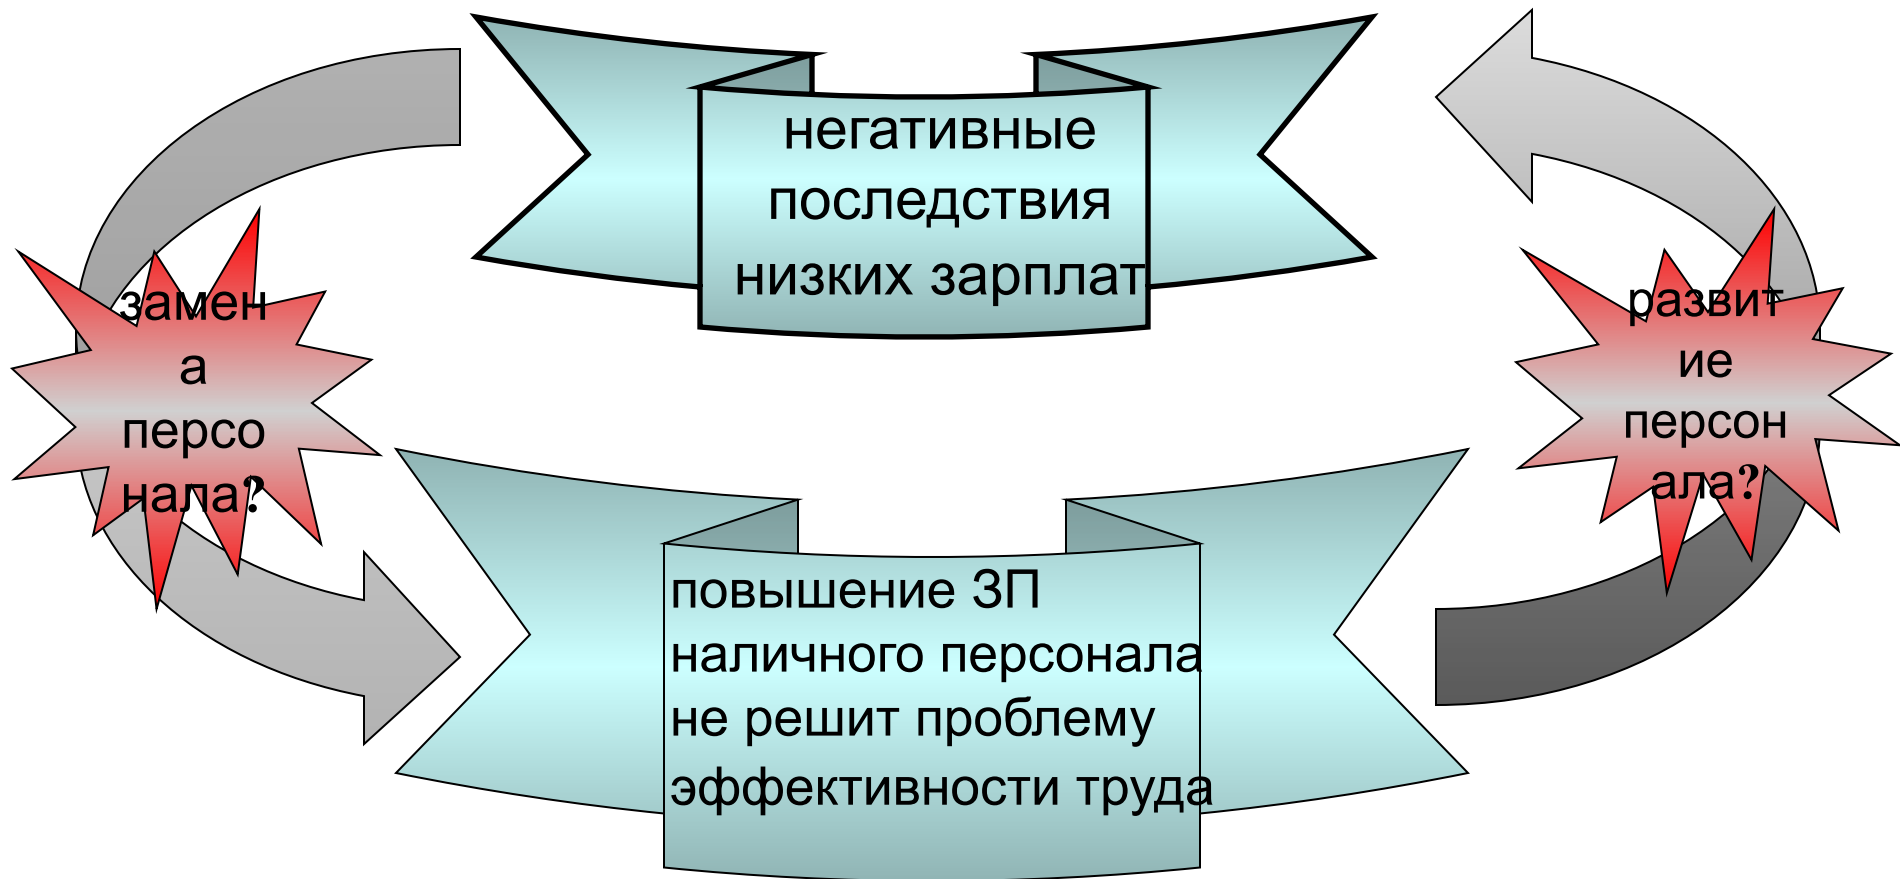 негативные
последствия
низких зарплат
замен
а
персо
нала?
развит
ие
персон
ала?
повышение ЗП
наличного персонала
не решит проблему
эффективности труда